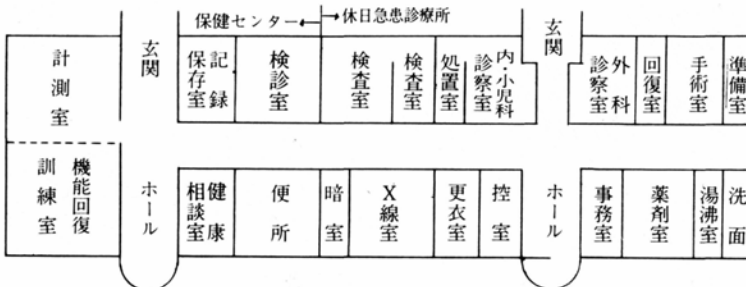 保健センター
休日急患診療所
計測室
玄関
記録
保存室
検診室
検査室
検査室
処置室
内・小児科
診察室
玄関
外科
診察室
回復室
手術室
準備室
機能回復
訓練室
ホール
健康
相談室
便所
暗室
X線室
更衣室
控室
ホール
事務室
薬剤室
湯沸室
洗面